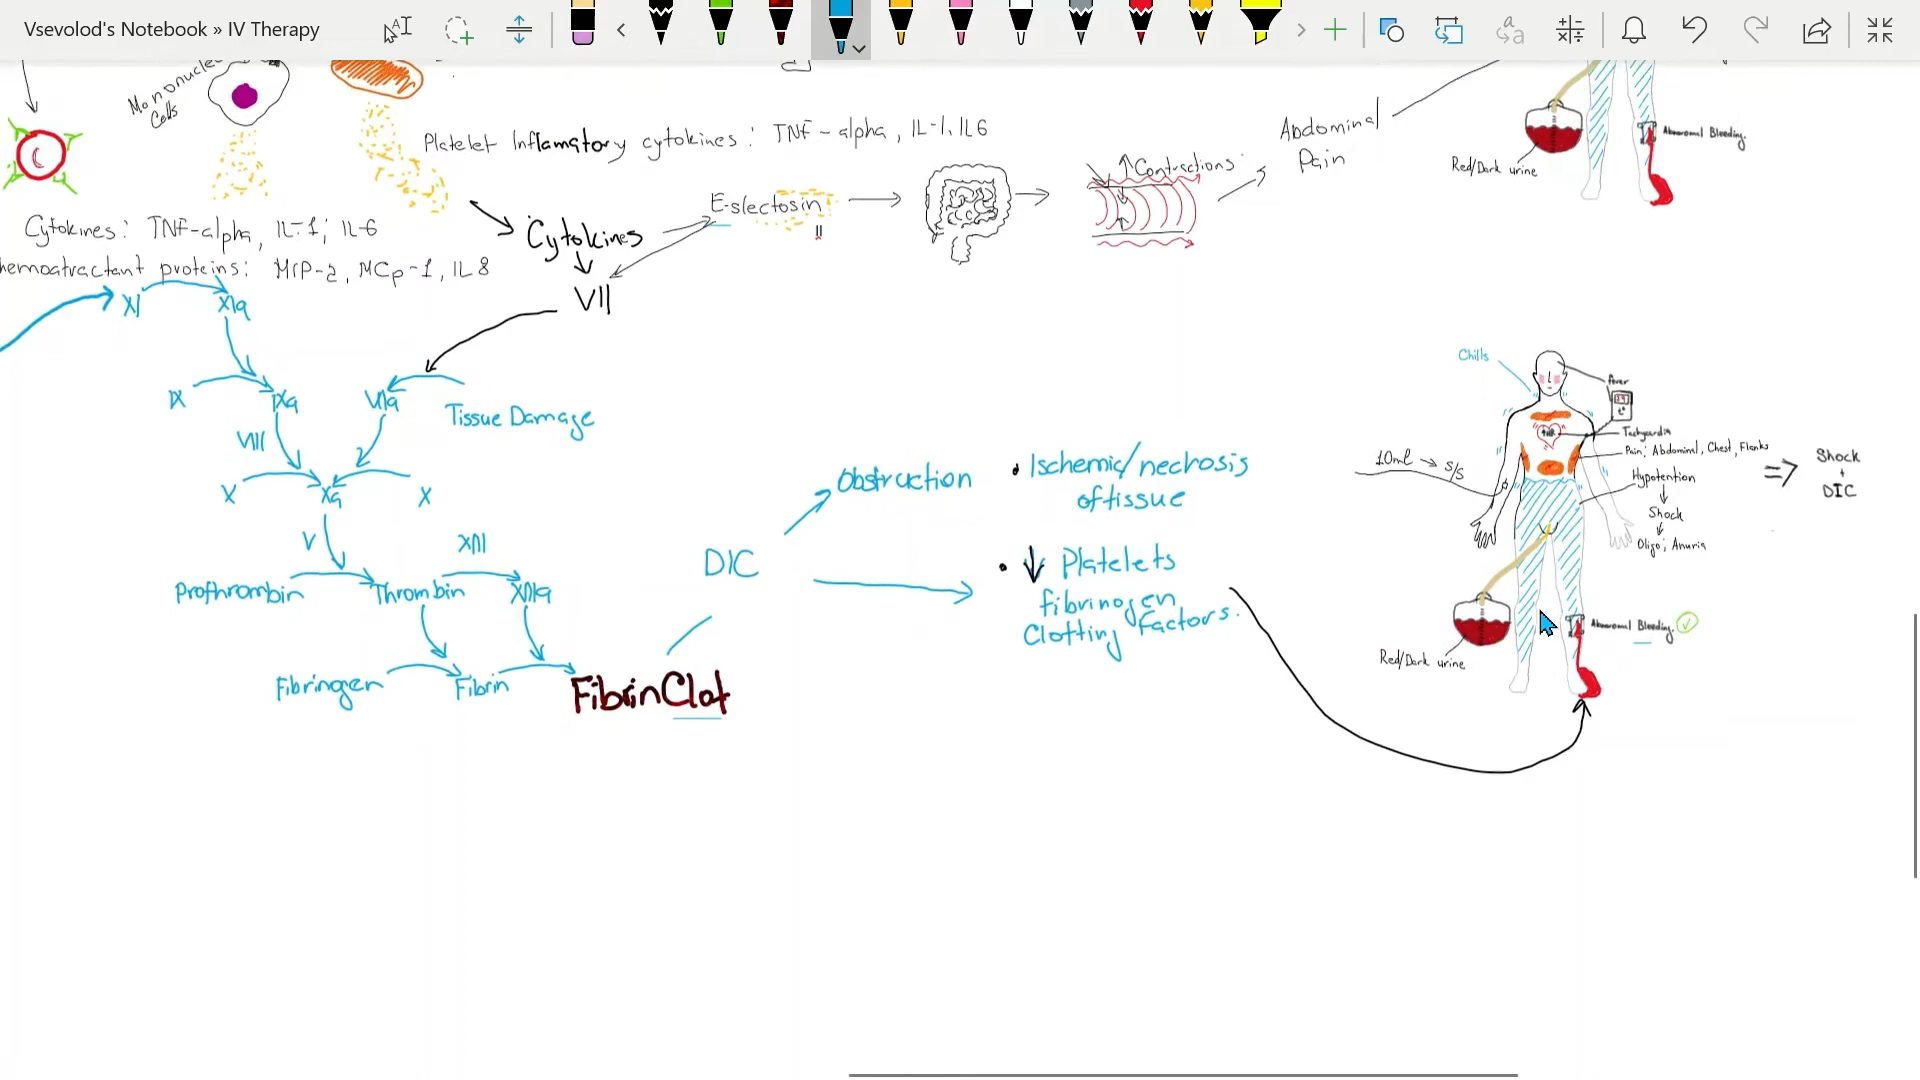 Vsevolod's Notebook » IV Therapy
Mononuclear
Cells
Platelet Inflamatory cytokines : TNF - alpha , IL-1, IL6
Abdominal
Pain
Red/Dark urine
Abnormal Bleeding.
↑Contractions
E-slectosin
Cytokines: TNF-alpha, IL-1; IL-6
Cytokines
hemoatractant proteins: MIP-2, MCp-1, IL8
VII
XI
XIa
IX
IXa
VIIa
Tissue Damage
VIII
X
Xa
X
V
XIII
Prothrombin
Thrombin
XIIIa
Fibringen
Fibrin
FibrinClot
DIC
Obstruction
• Ischemic/necrosis
of tissue
• ↓ Platelets
fibrinogen
Clotting Factors.
Chills
fever
↑HR
Tachycardia
Pain: Abdominal, Chest, Flanks
10ml → S/S
Hypotention
↓
Shock
↓
Oligo; Anuria
=> Shock
+
DIC
Abnormal Bleeding.
Red/Dark urine